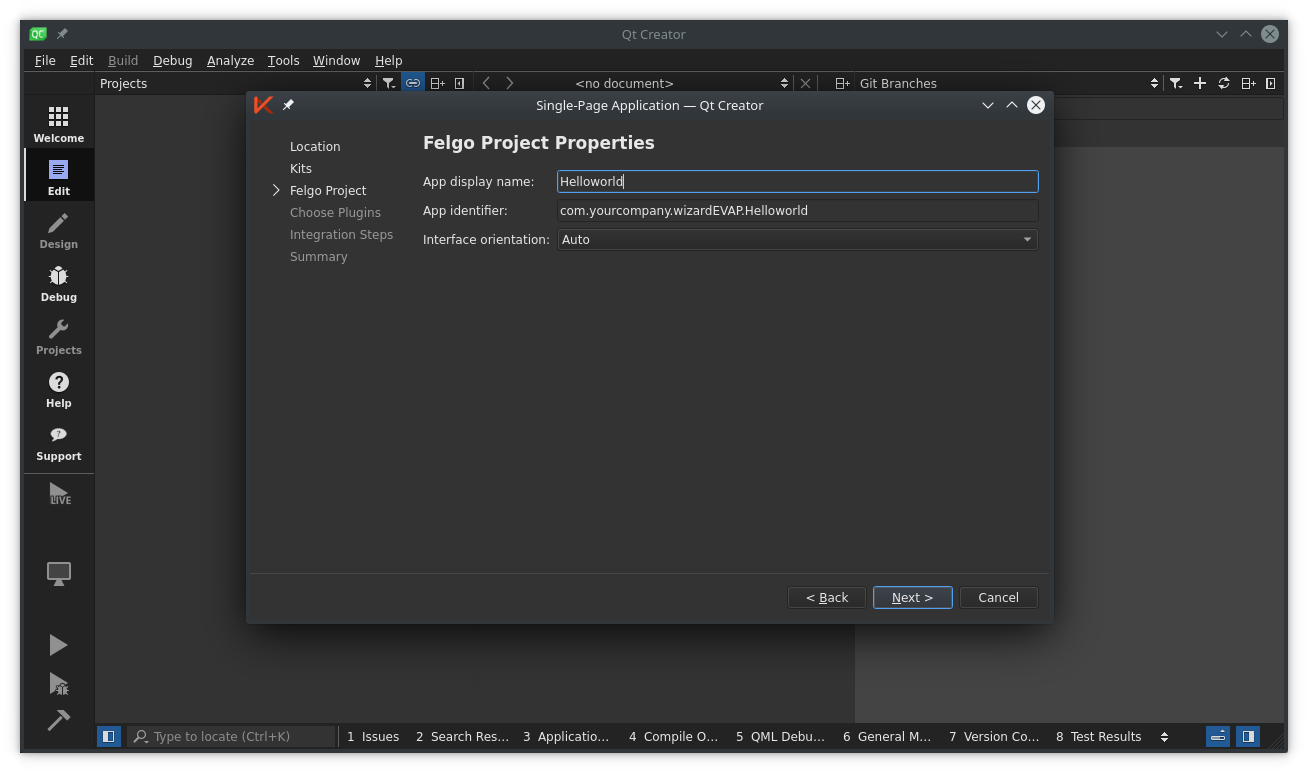 QC Qt Creator
File Edit Build Debug Analyze Tools Window Help
Projects <no document> Git Branches
Single-Page Application — Qt Creator
Welcome
Edit
Design
Debug
Projects
Help
Support
LIVE
Location
Kits
Felgo Project
Choose Plugins
Integration Steps
Summary
Felgo Project Properties
App display name: Helloworld
App identifier: com.yourcompany.wizardEVAP.Helloworld
Interface orientation: Auto
< Back Next > Cancel
Type to locate (Ctrl+K) 1 Issues 2 Search Res... 3 Applicatio... 4 Compile O... 5 QML Debu... 6 General M... 7 Version Co... 8 Test Results